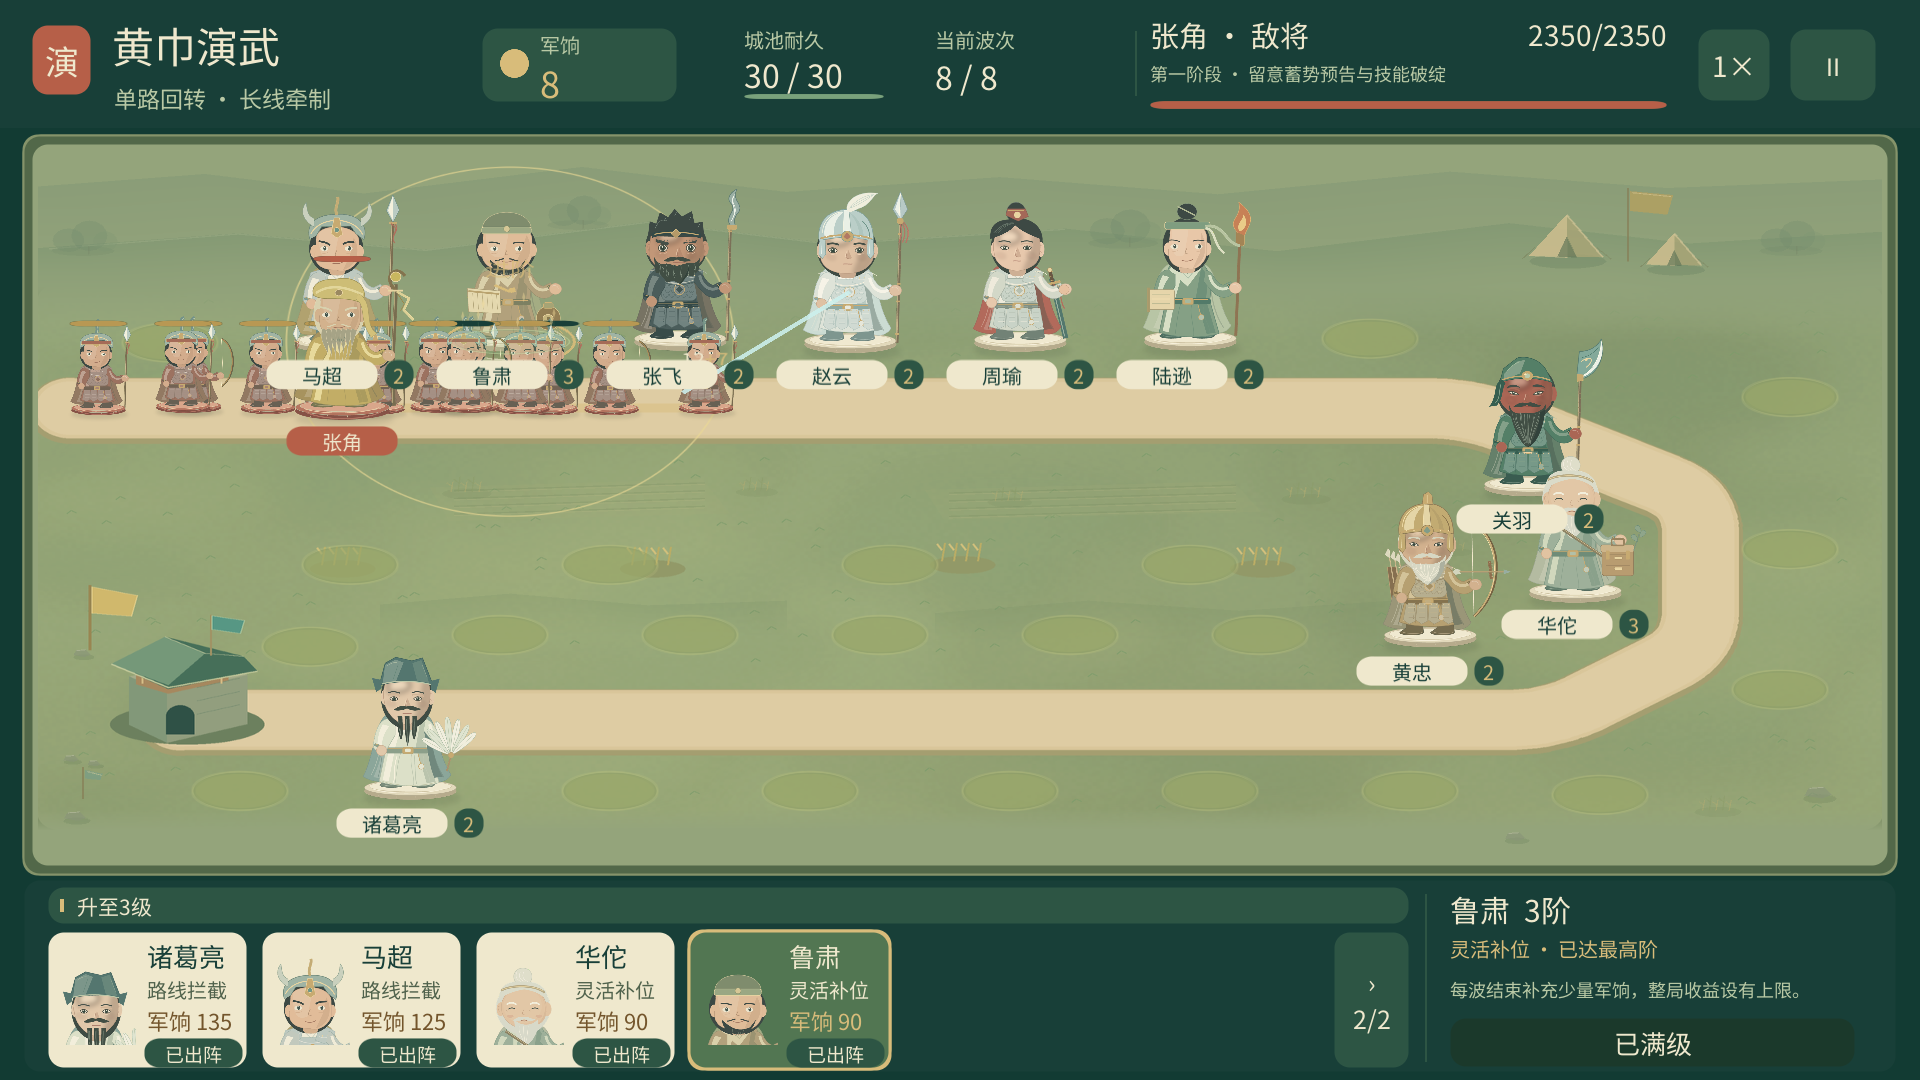 演
黄巾演武
单路回转 · 长线牵制
军饷
8
城池耐久
30 / 30
当前波次
8 / 8
张角 · 敌将
2350/2350
第一阶段 · 留意蓄势预告与技能破绽
1×
II
马超 2
鲁肃 3
张飞 2
赵云 2
周瑜 2
陆逊 2
张角
关羽 2
华佗 3
黄忠 2
诸葛亮 2
升至3级
诸葛亮
路线拦截
军饷 135
已出阵
马超
路线拦截
军饷 125
已出阵
华佗
灵活补位
军饷 90
已出阵
鲁肃
灵活补位
军饷 90
已出阵
›
2/2
鲁肃 3阶
灵活补位 · 已达最高阶
每波结束补充少量军饷，整局收益设有上限。
已满级